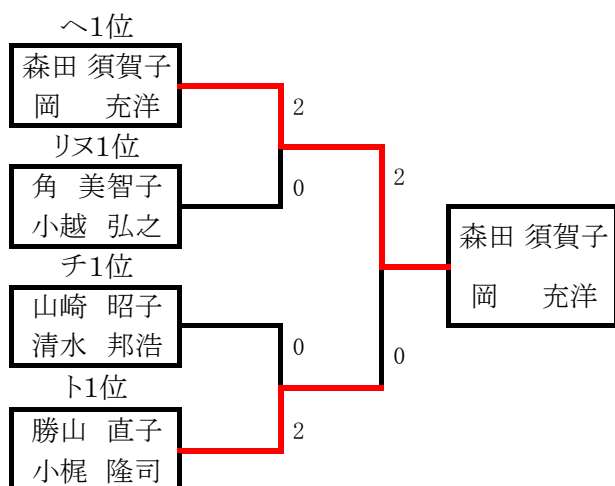 ヘ1位
森田 須賀子
岡 充洋
リヌ1位
角 美智子
小越 弘之
チ1位
山崎 昭子
清水 邦浩
ト1位
勝山 直子
小梶 隆司
2
0
0
2
2
0
森田 須賀子
岡 充洋